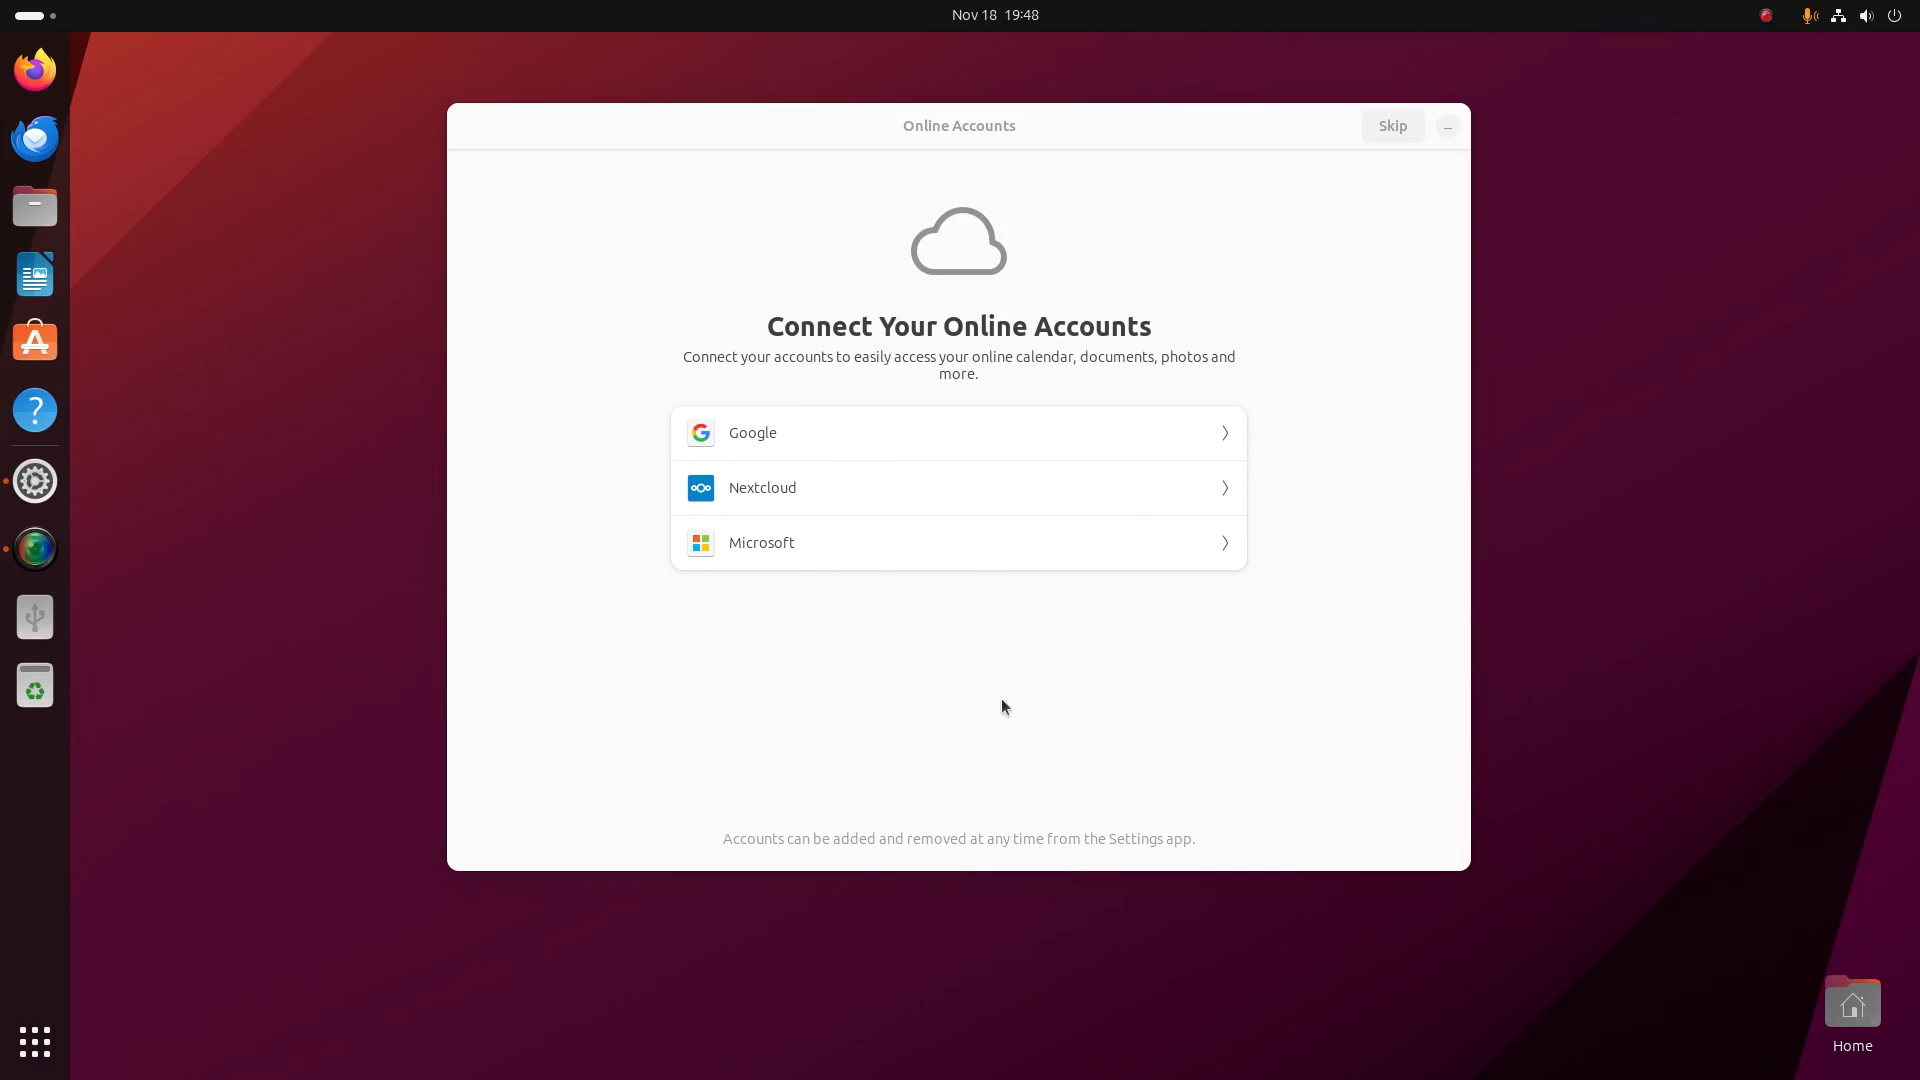 Nov 18 19:48
Online Accounts
Skip
Connect Your Online Accounts
Connect your accounts to easily access your online calendar, documents, photos and
more.
Google
Nextcloud
Microsoft
Accounts can be added and removed at any time from the Settings app.
Home